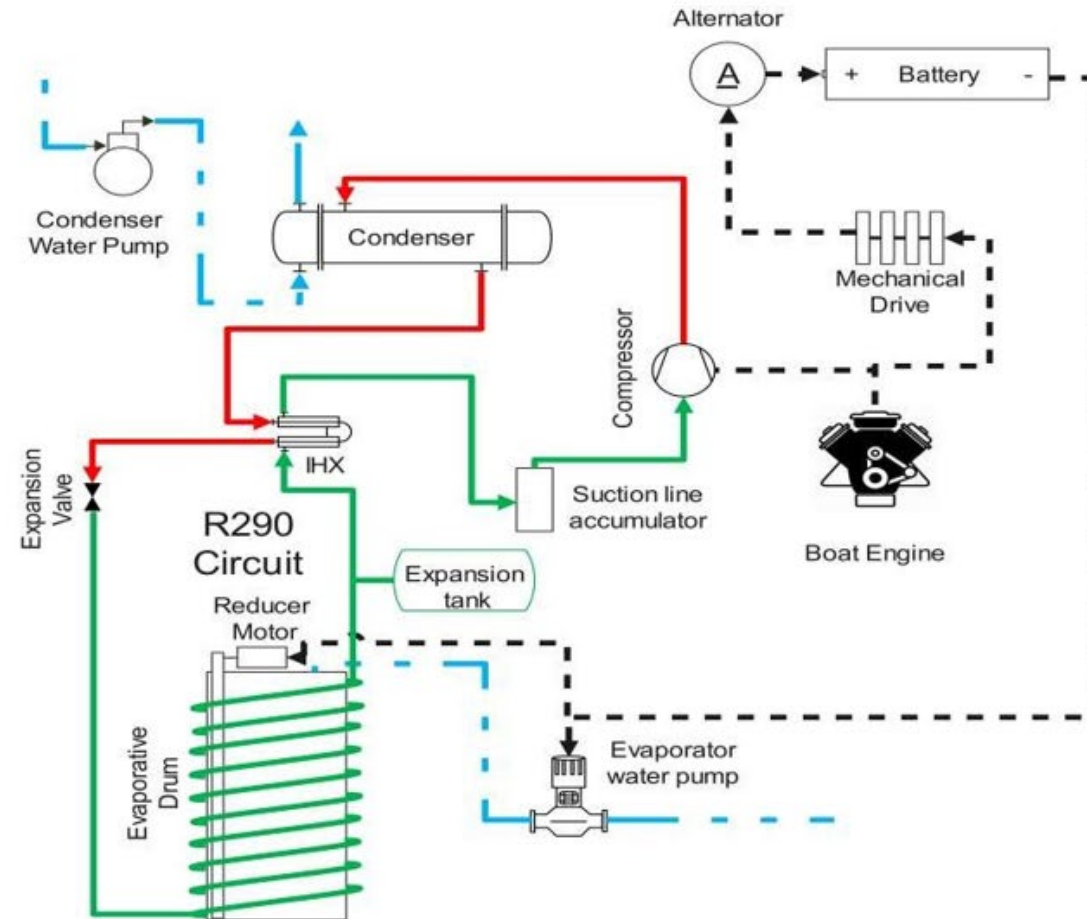 Alternator
A
+ Battery -
Condenser
Water Pump
Condenser
Mechanical
Drive
Compressor
IHX
Expansion
Valve
Suction line
accumulator
Boat Engine
R290
Circuit
Expansion
tank
Reducer
Motor
Evaporative
Drum
Evaporator
water pump